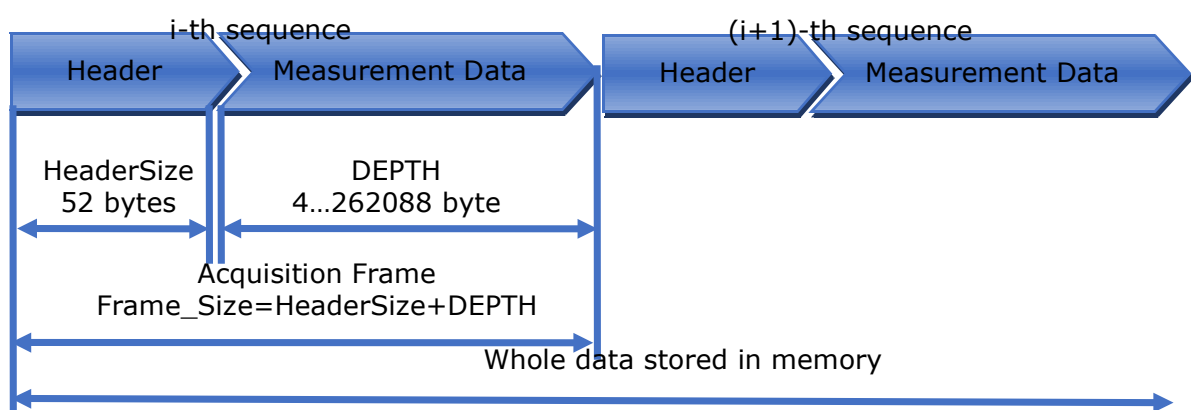 i-th sequence
(i+1)-th sequence
Header
Measurement Data
Header
Measurement Data
HeaderSize
52 bytes
DEPTH
4...262088 byte
Acquisition Frame
Frame_Size=HeaderSize+DEPTH
Whole data stored in memory